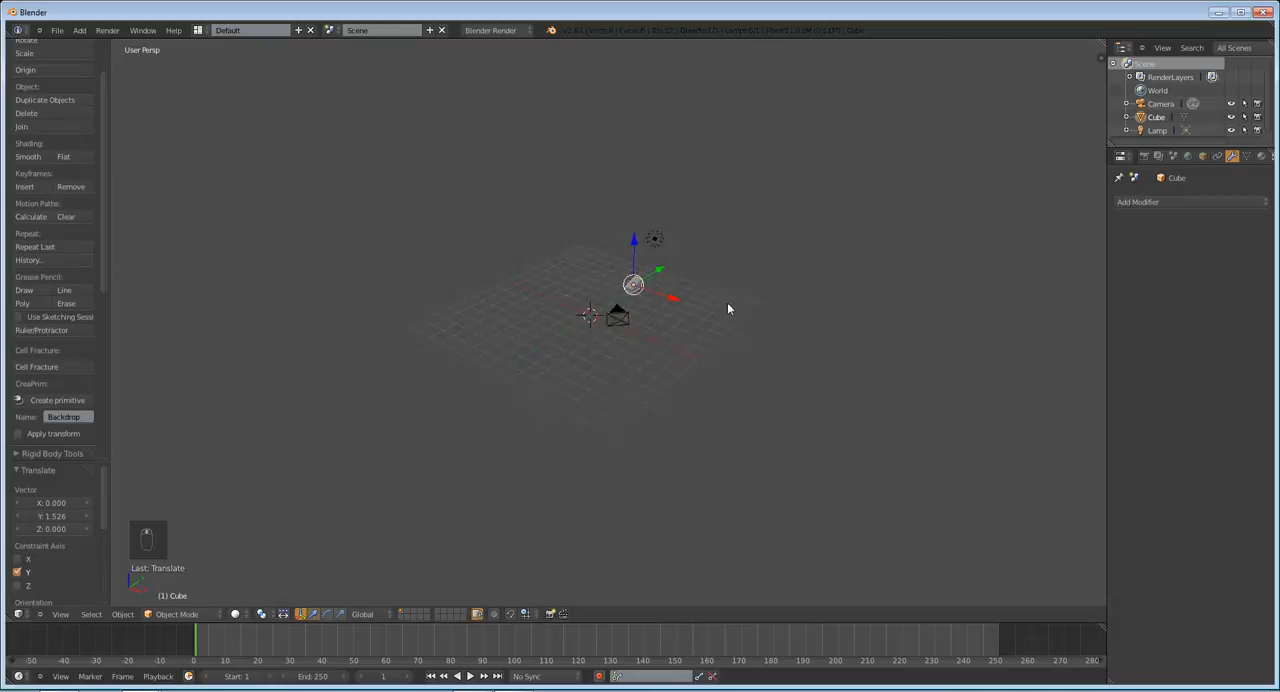 Blender
File Add Render Window Help Default Scene Blender Render
User Persp
Rotate
Scale
Origin
Object:
Duplicate Objects
Delete
Join
Shading:
Smooth Flat
Keyframes:
Insert Remove
Motion Paths:
Calculate Clear
Repeat:
Repeat Last
History...
Grease Pencil:
Draw Line
Poly Erase
Use Sketching Sessi
Ruler/Protractor
Cell Fracture:
Cell Fracture
CreaPrim:
Create primitive
Name: Backdrop
Apply transform
Rigid Body Tools
Translate
Vector
X: 0.000
Y: 1.526
Z: 0.000
Constraint Axis
X
Y
Z
Orientation
Last: Translate
(1) Cube
View Select Object Object Mode Global
View Search All Scenes
Scene
RenderLayers
World
Camera
Cube
Lamp
Cube
Add Modifier
-50 -40 -30 -20 -10 0 10 20 30 40 50 60 70 80 90 100 110 120 130 140 150 160 170 180 190 200 210 220 230 240 250 260 270 280
View Marker Frame Playback Start: 1 End: 250 1 No Sync